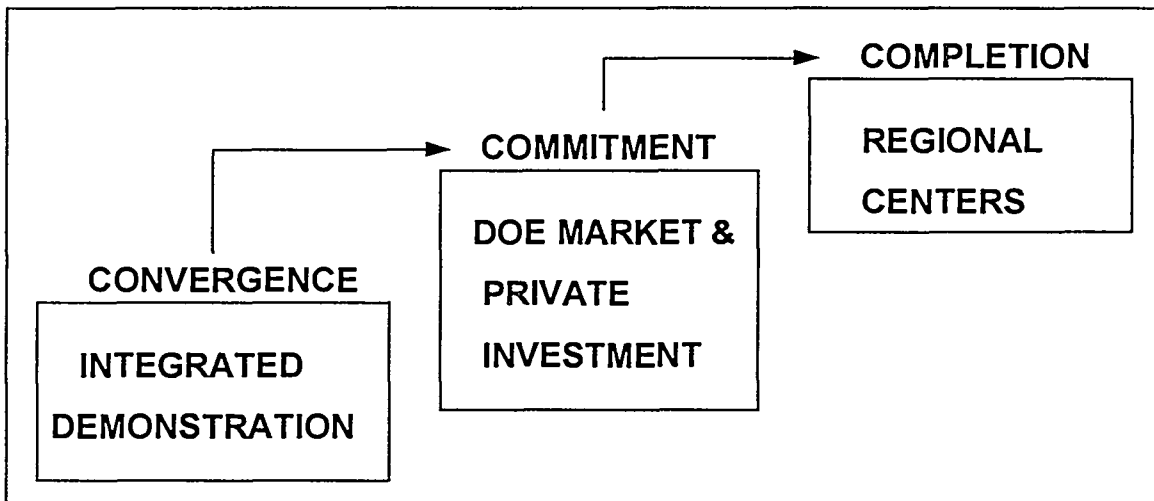 CONVERGENCE
INTEGRATED
DEMONSTRATION
COMMITMENT
DOE MARKET &
PRIVATE
INVESTMENT
COMPLETION
REGIONAL
CENTERS